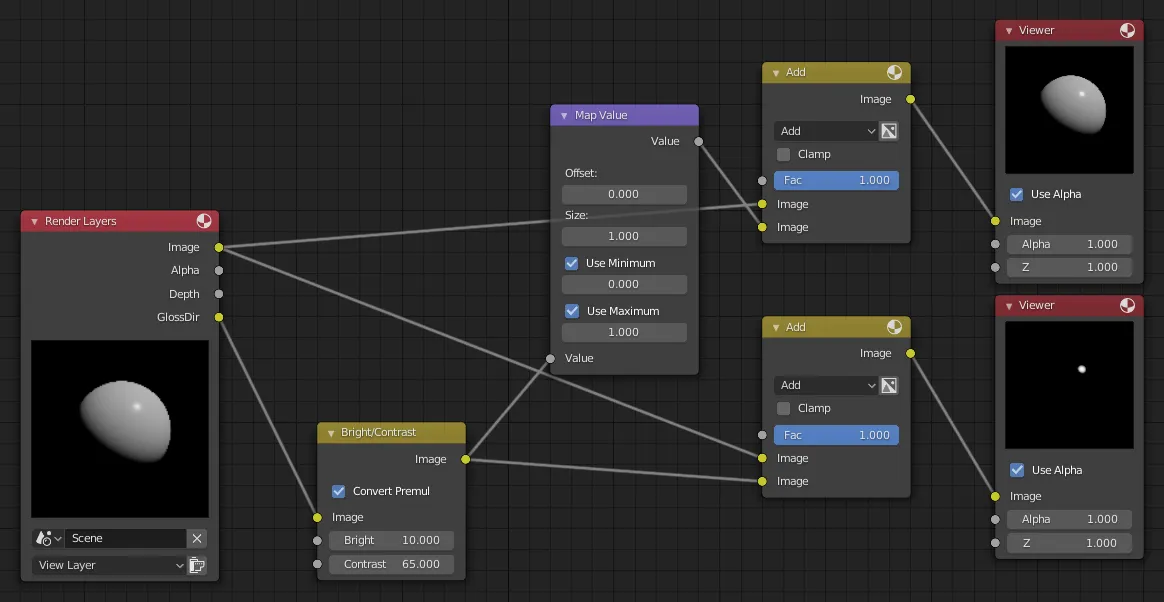 Render Layers
Image
Alpha
Depth
GlossDir
Scene
View Layer
Bright/Contrast
Image
Convert Premul
Image
Bright 10.000
Contrast 65.000
Map Value
Value
Offset:
0.000
Size:
1.000
Use Minimum
0.000
Use Maximum
1.000
Value
Add
Image
Add
Clamp
Fac 1.000
Image
Image
Add
Image
Add
Clamp
Fac 1.000
Image
Image
Viewer
Use Alpha
Image
Alpha 1.000
Z 1.000
Viewer
Use Alpha
Image
Alpha 1.000
Z 1.000